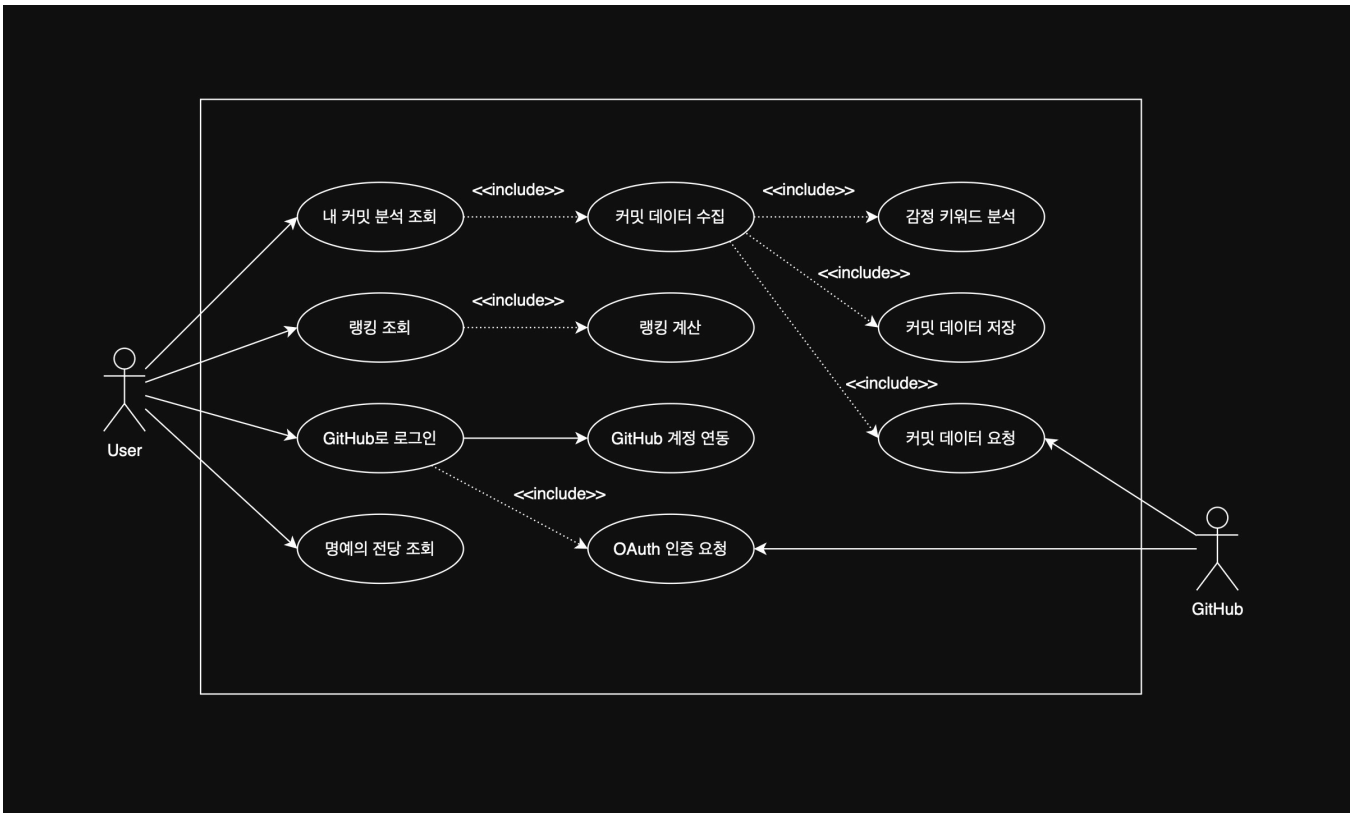 <<include>>
<<include>>
내 커밋 분석 조회
커밋 데이터 수집
감정 키워드 분석
<<include>>
<<include>>
랭킹 조회
랭킹 계산
커밋 데이터 저장
<<include>>
User
GitHub로 로그인
GitHub 계정 연동
커밋 데이터 요청
<<include>>
명예의 전당 조회
OAuth 인증 요청
GitHub